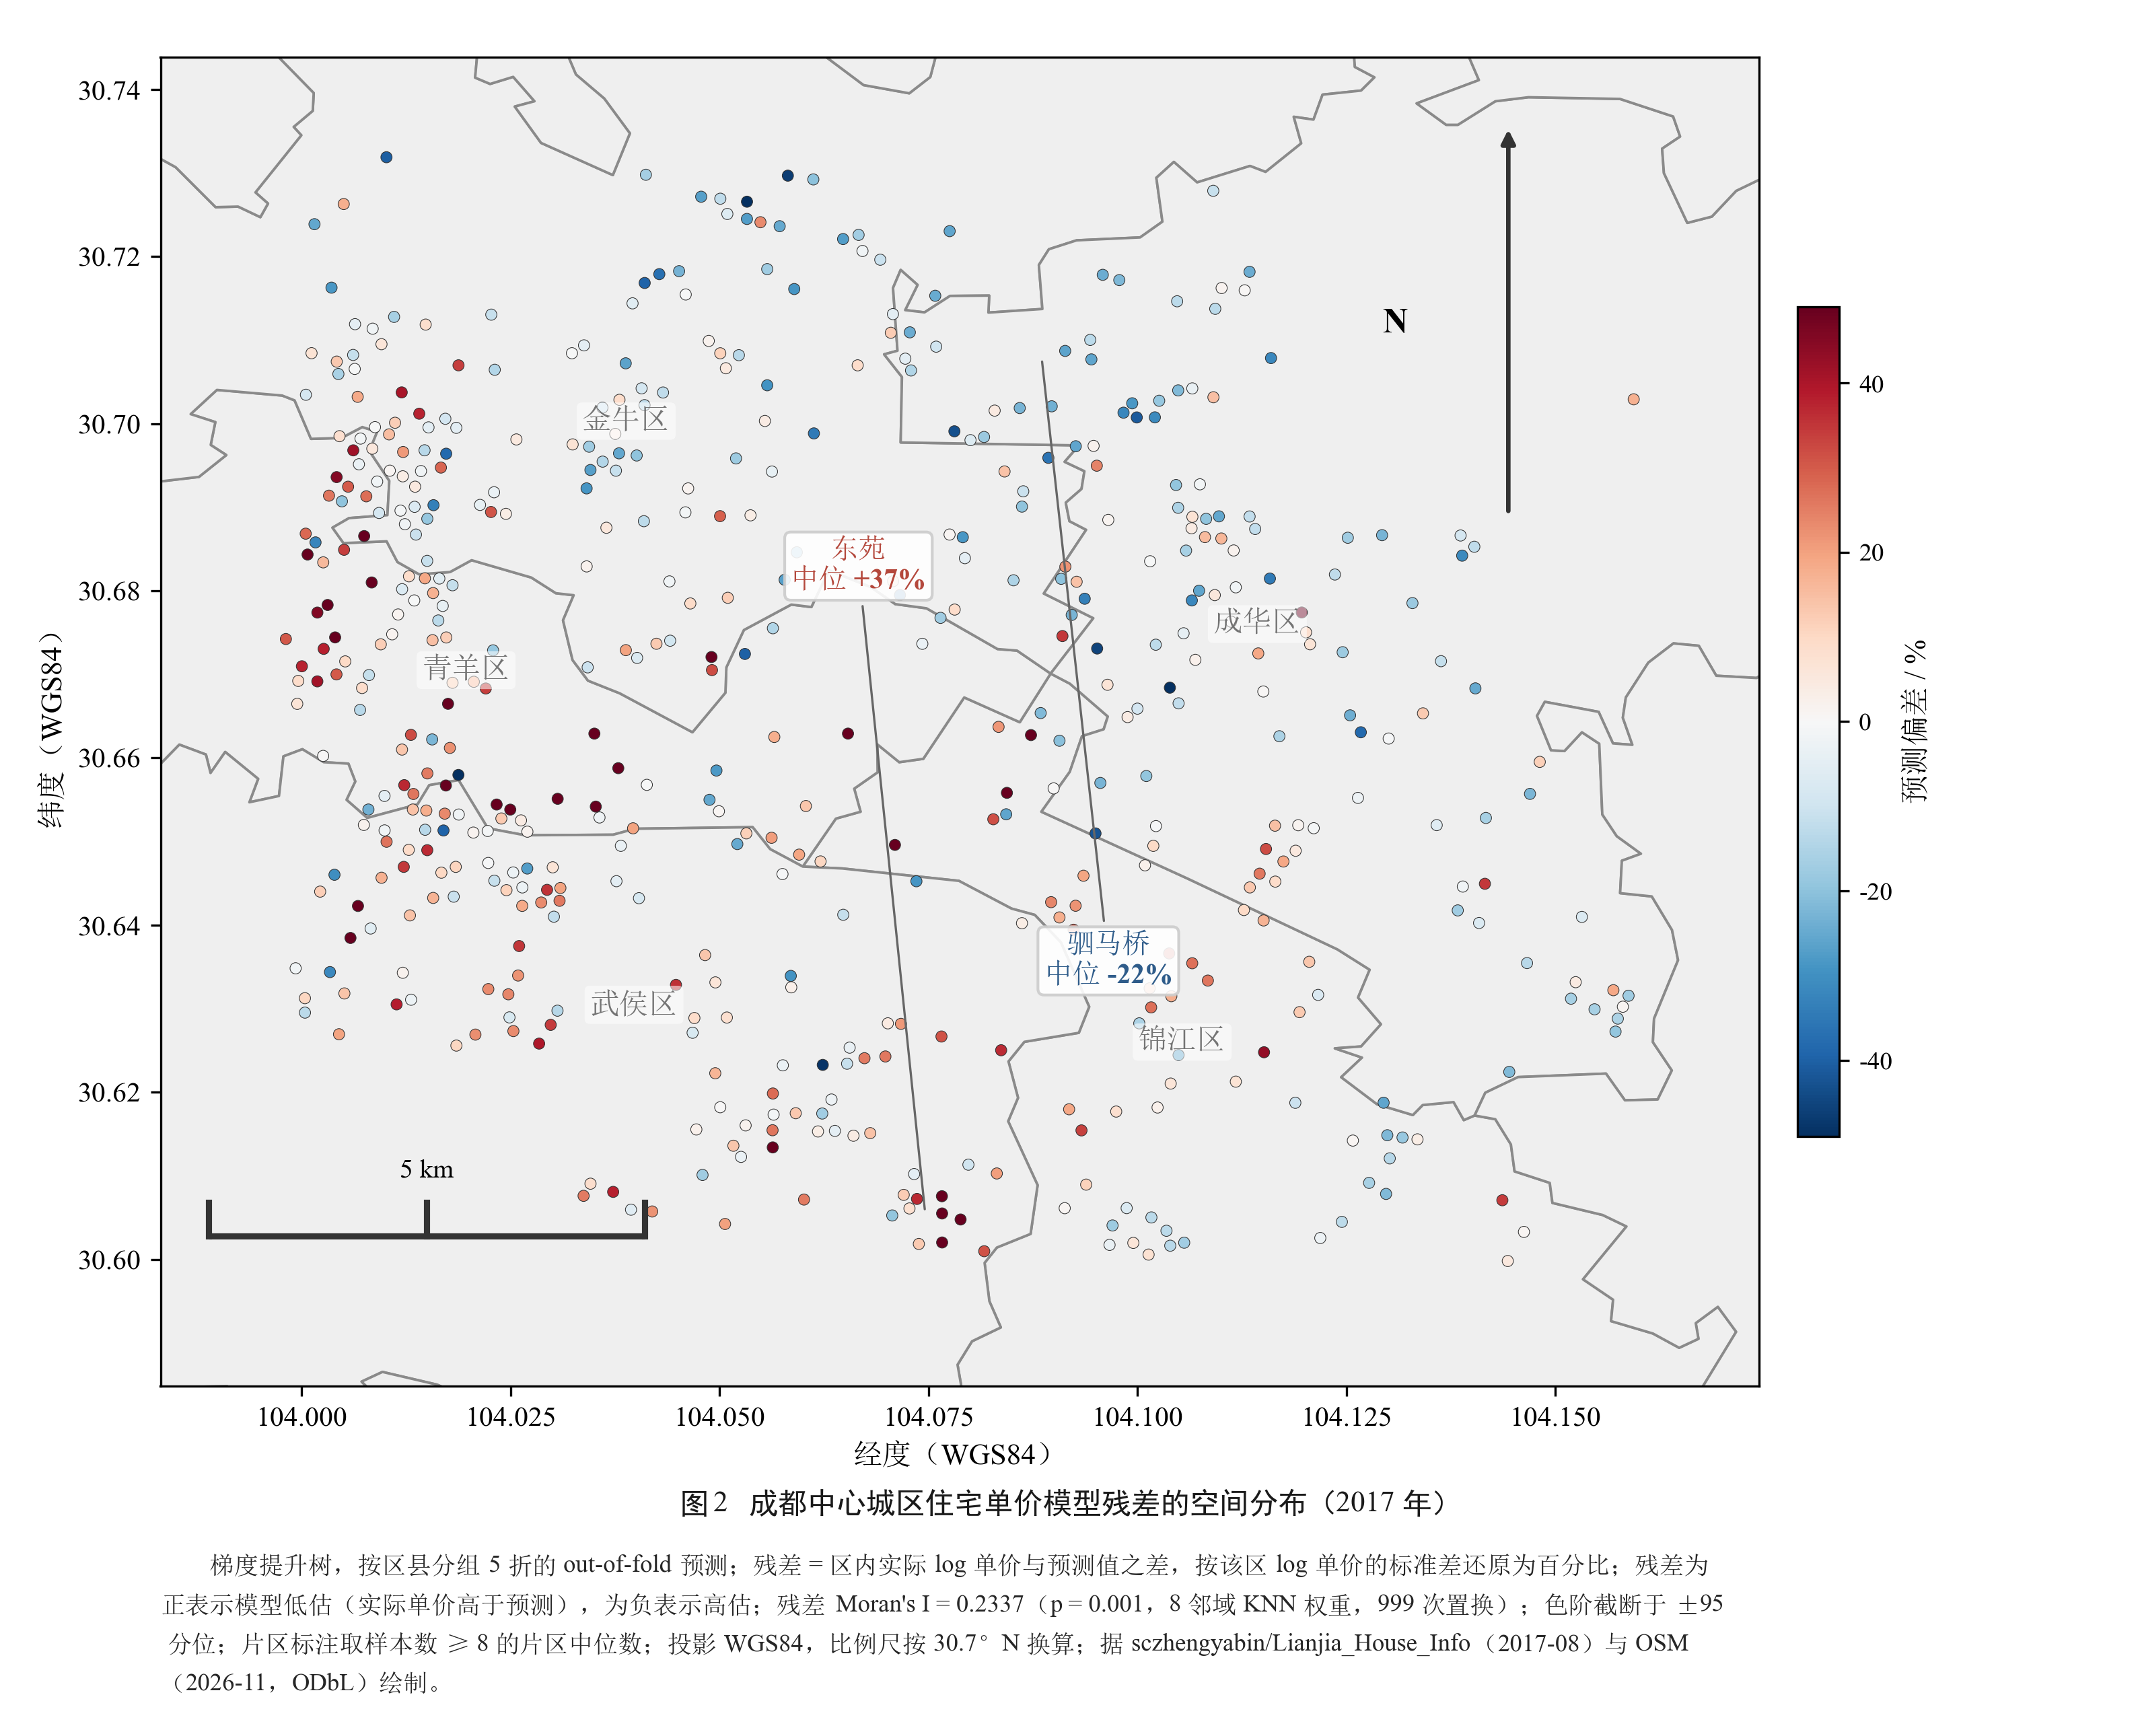 30.74
30.72
30.70
30.68
30.66
30.64
30.62
30.60
纬度（WGS84）
N
金牛区
东苑
中位 +37%
成华区
青羊区
驷马桥
中位 -22%
武侯区
锦江区
5 km
104.000
104.025
104.050
104.075
104.100
104.125
104.150
经度（WGS84）
40
20
0
-20
-40
预测偏差 / %
图 2 成都中心城区住宅单价模型残差的空间分布（2017 年）
梯度提升树，按区县分组 5 折的 out-of-fold 预测；残差 = 区内实际 log 单价与预测值之差，按该区 log 单价的标准差还原为百分比；残差为
正表示模型低估（实际单价高于预测），为负表示高估；残差 Moran's I = 0.2337（p = 0.001，8 邻域 KNN 权重，999 次置换）；色阶截断于 ±95
分位；片区标注取样本数 ≥ 8 的片区中位数；投影 WGS84，比例尺按 30.7° N 换算；据 sczhengyabin/Lianjia_House_Info（2017-08）与 OSM
（2026-11，ODbL）绘制。